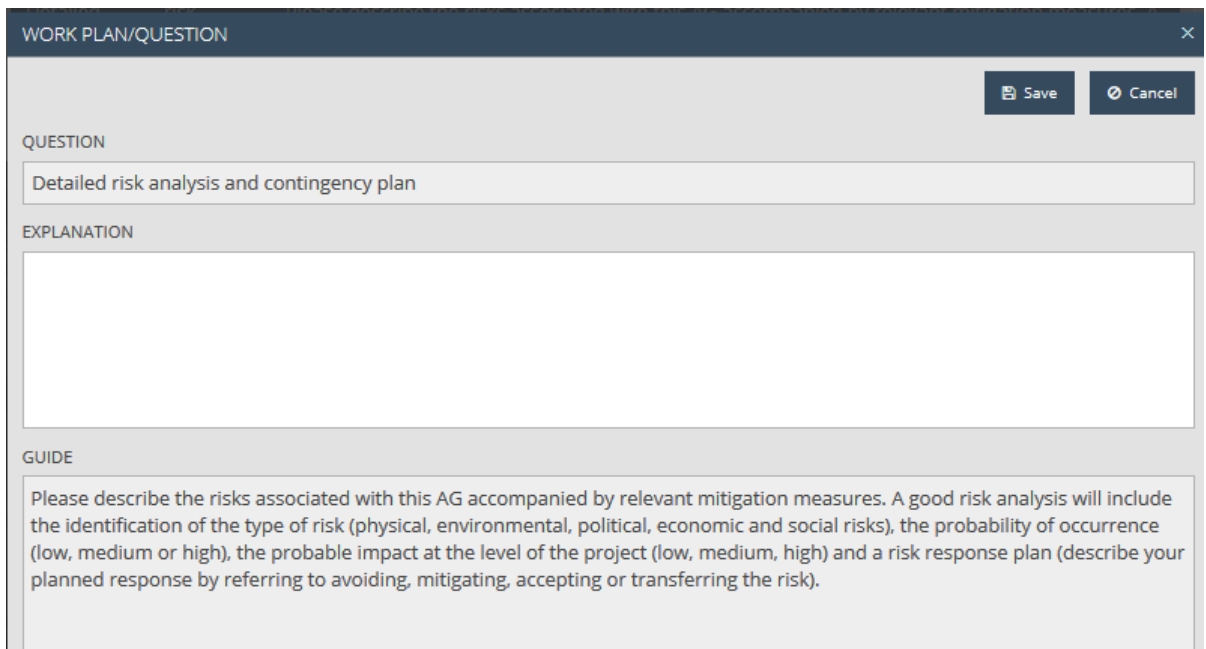 WORK PLAN/QUESTION
Save
Cancel
QUESTION
Detailed risk analysis and contingency plan
EXPLANATION
GUIDE
Please describe the risks associated with this AG accompanied by relevant mitigation measures. A good risk analysis will include
the identification of the type of risk (physical, environmental, political, economic and social risks), the probability of occurrence
(low, medium or high), the probable impact at the level of the project (low, medium, high) and a risk response plan (describe your
planned response by referring to avoiding, mitigating, accepting or transferring the risk).